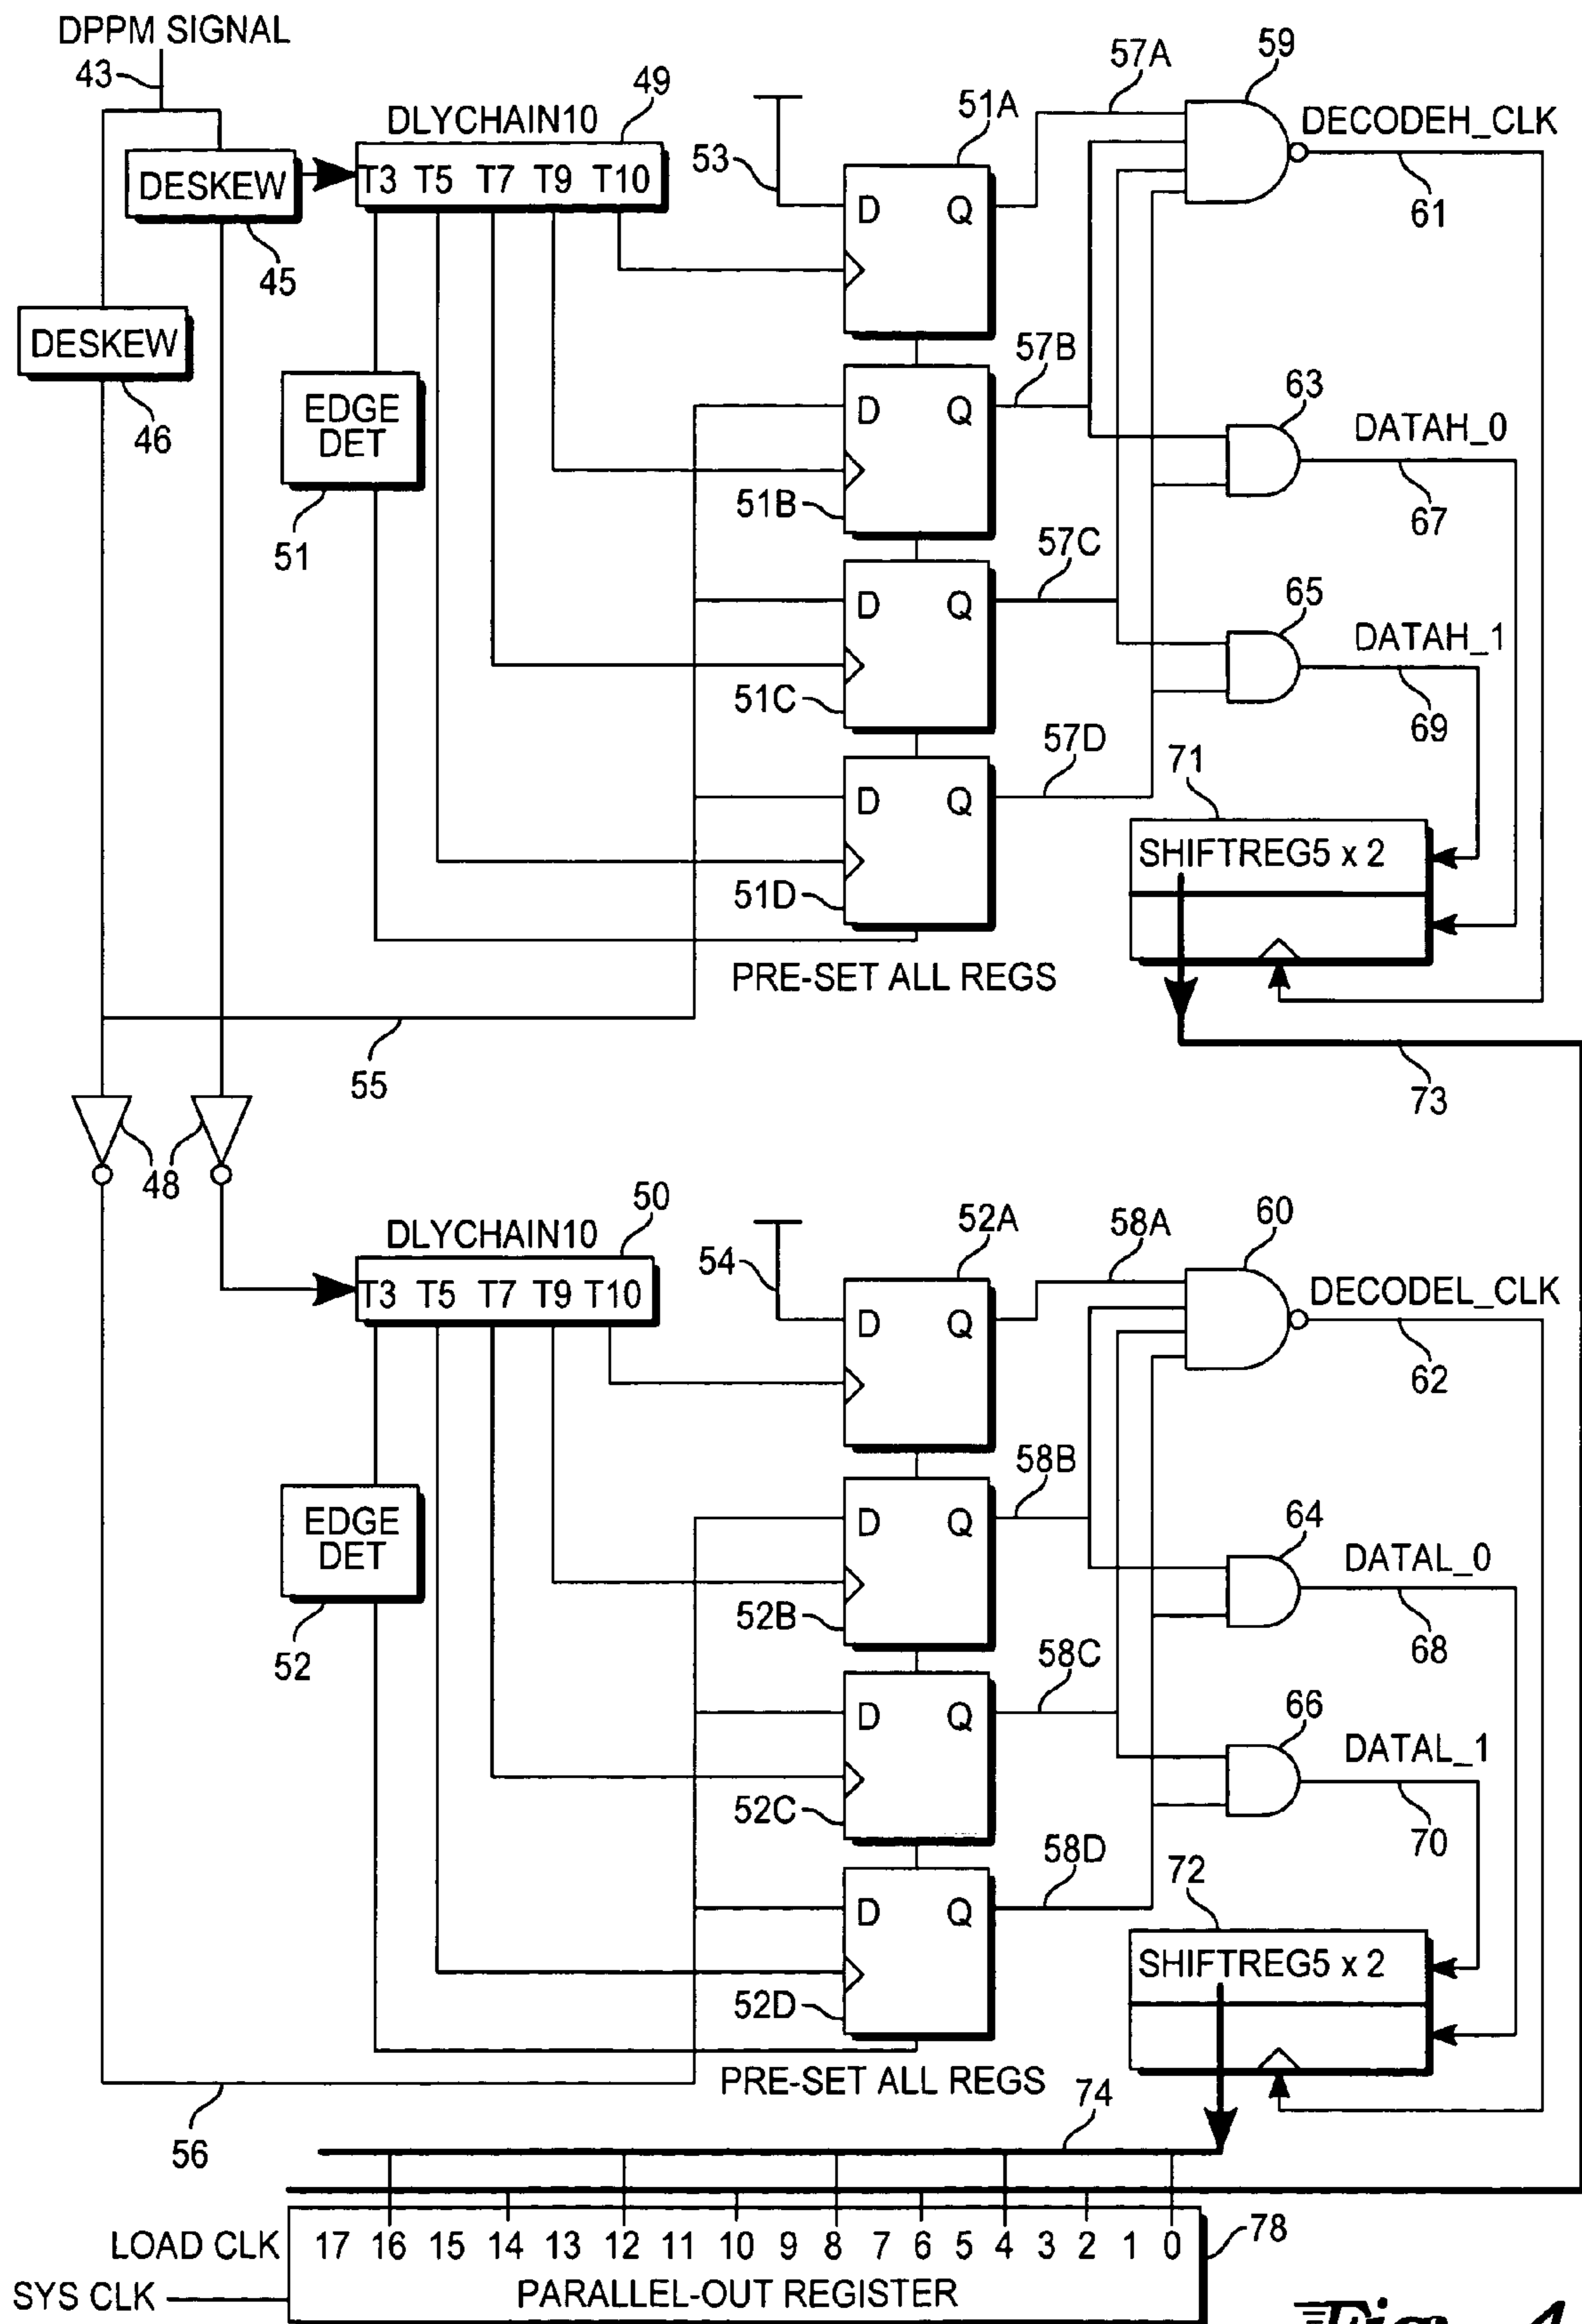 DPPM SIGNAL
43
DESKEW
45
DESKEW
46
DLYCHAIN10
49
T3 T5 T7 T9 T10
EDGE
DET
51
53
51A
D Q
57A
59
DECODEH_CLK
61
57B
D Q
51B
63
DATAH_0
67
57C
D Q
51C
65
DATAH_1
69
57D
D Q
51D
71
SHIFTREG5 x 2
PRE-SET ALL REGS
55
73
48
DLYCHAIN10
50
T3 T5 T7 T9 T10
EDGE
DET
52
54
52A
D Q
58A
60
DECODEL_CLK
62
58B
D Q
52B
64
DATAL_0
68
58C
D Q
52C
66
DATAL_1
70
58D
D Q
52D
72
SHIFTREG5 x 2
PRE-SET ALL REGS
56
74
LOAD CLK
17 16 15 14 13 12 11 10 9 8 7 6 5 4 3 2 1 0
78
SYS CLK
PARALLEL-OUT REGISTER